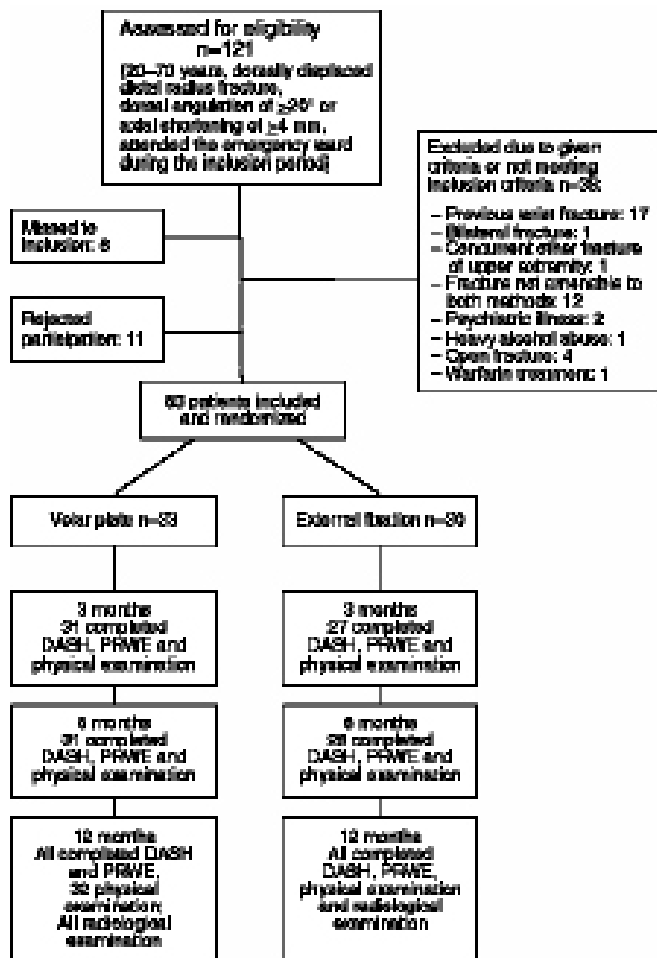 Assessed for eligibility
n=121
(20–70 years, dorsally displaced
distal radius fracture,
dorsal angulation of ≥20° or
axial shortening of ≥4 mm,
attended the emergency ward
during the inclusion period)
Excluded due to given
criteria or not meeting
inclusion criteria n=39:
– Previous wrist fracture: 17
– Bilateral fracture: 1
– Concurrent other fracture
of upper extremity: 1
– Fracture not amenable to
both methods: 12
– Psychiatric illness: 2
– Heavy alcohol abuse: 1
– Open fracture: 4
– Warfarin treatment: 1
Missed to
inclusion: 8
Rejected
participation: 11
63 patients included
and randomized
Volar plate n=33
External fixation n=30
3 months
31 completed
DASH, PRWE and
physical examination
3 months
27 completed
DASH, PRWE and
physical examination
6 months
31 completed
DASH, PRWE and
physical examination
6 months
completed
DASH, PRWE and
physical examination
12 months
All completed DASH
and PRWE,
32 physical
examination;
All radiological
examination
12 months
All completed
DASH, PRWE,
physical examination
and radiological
examination